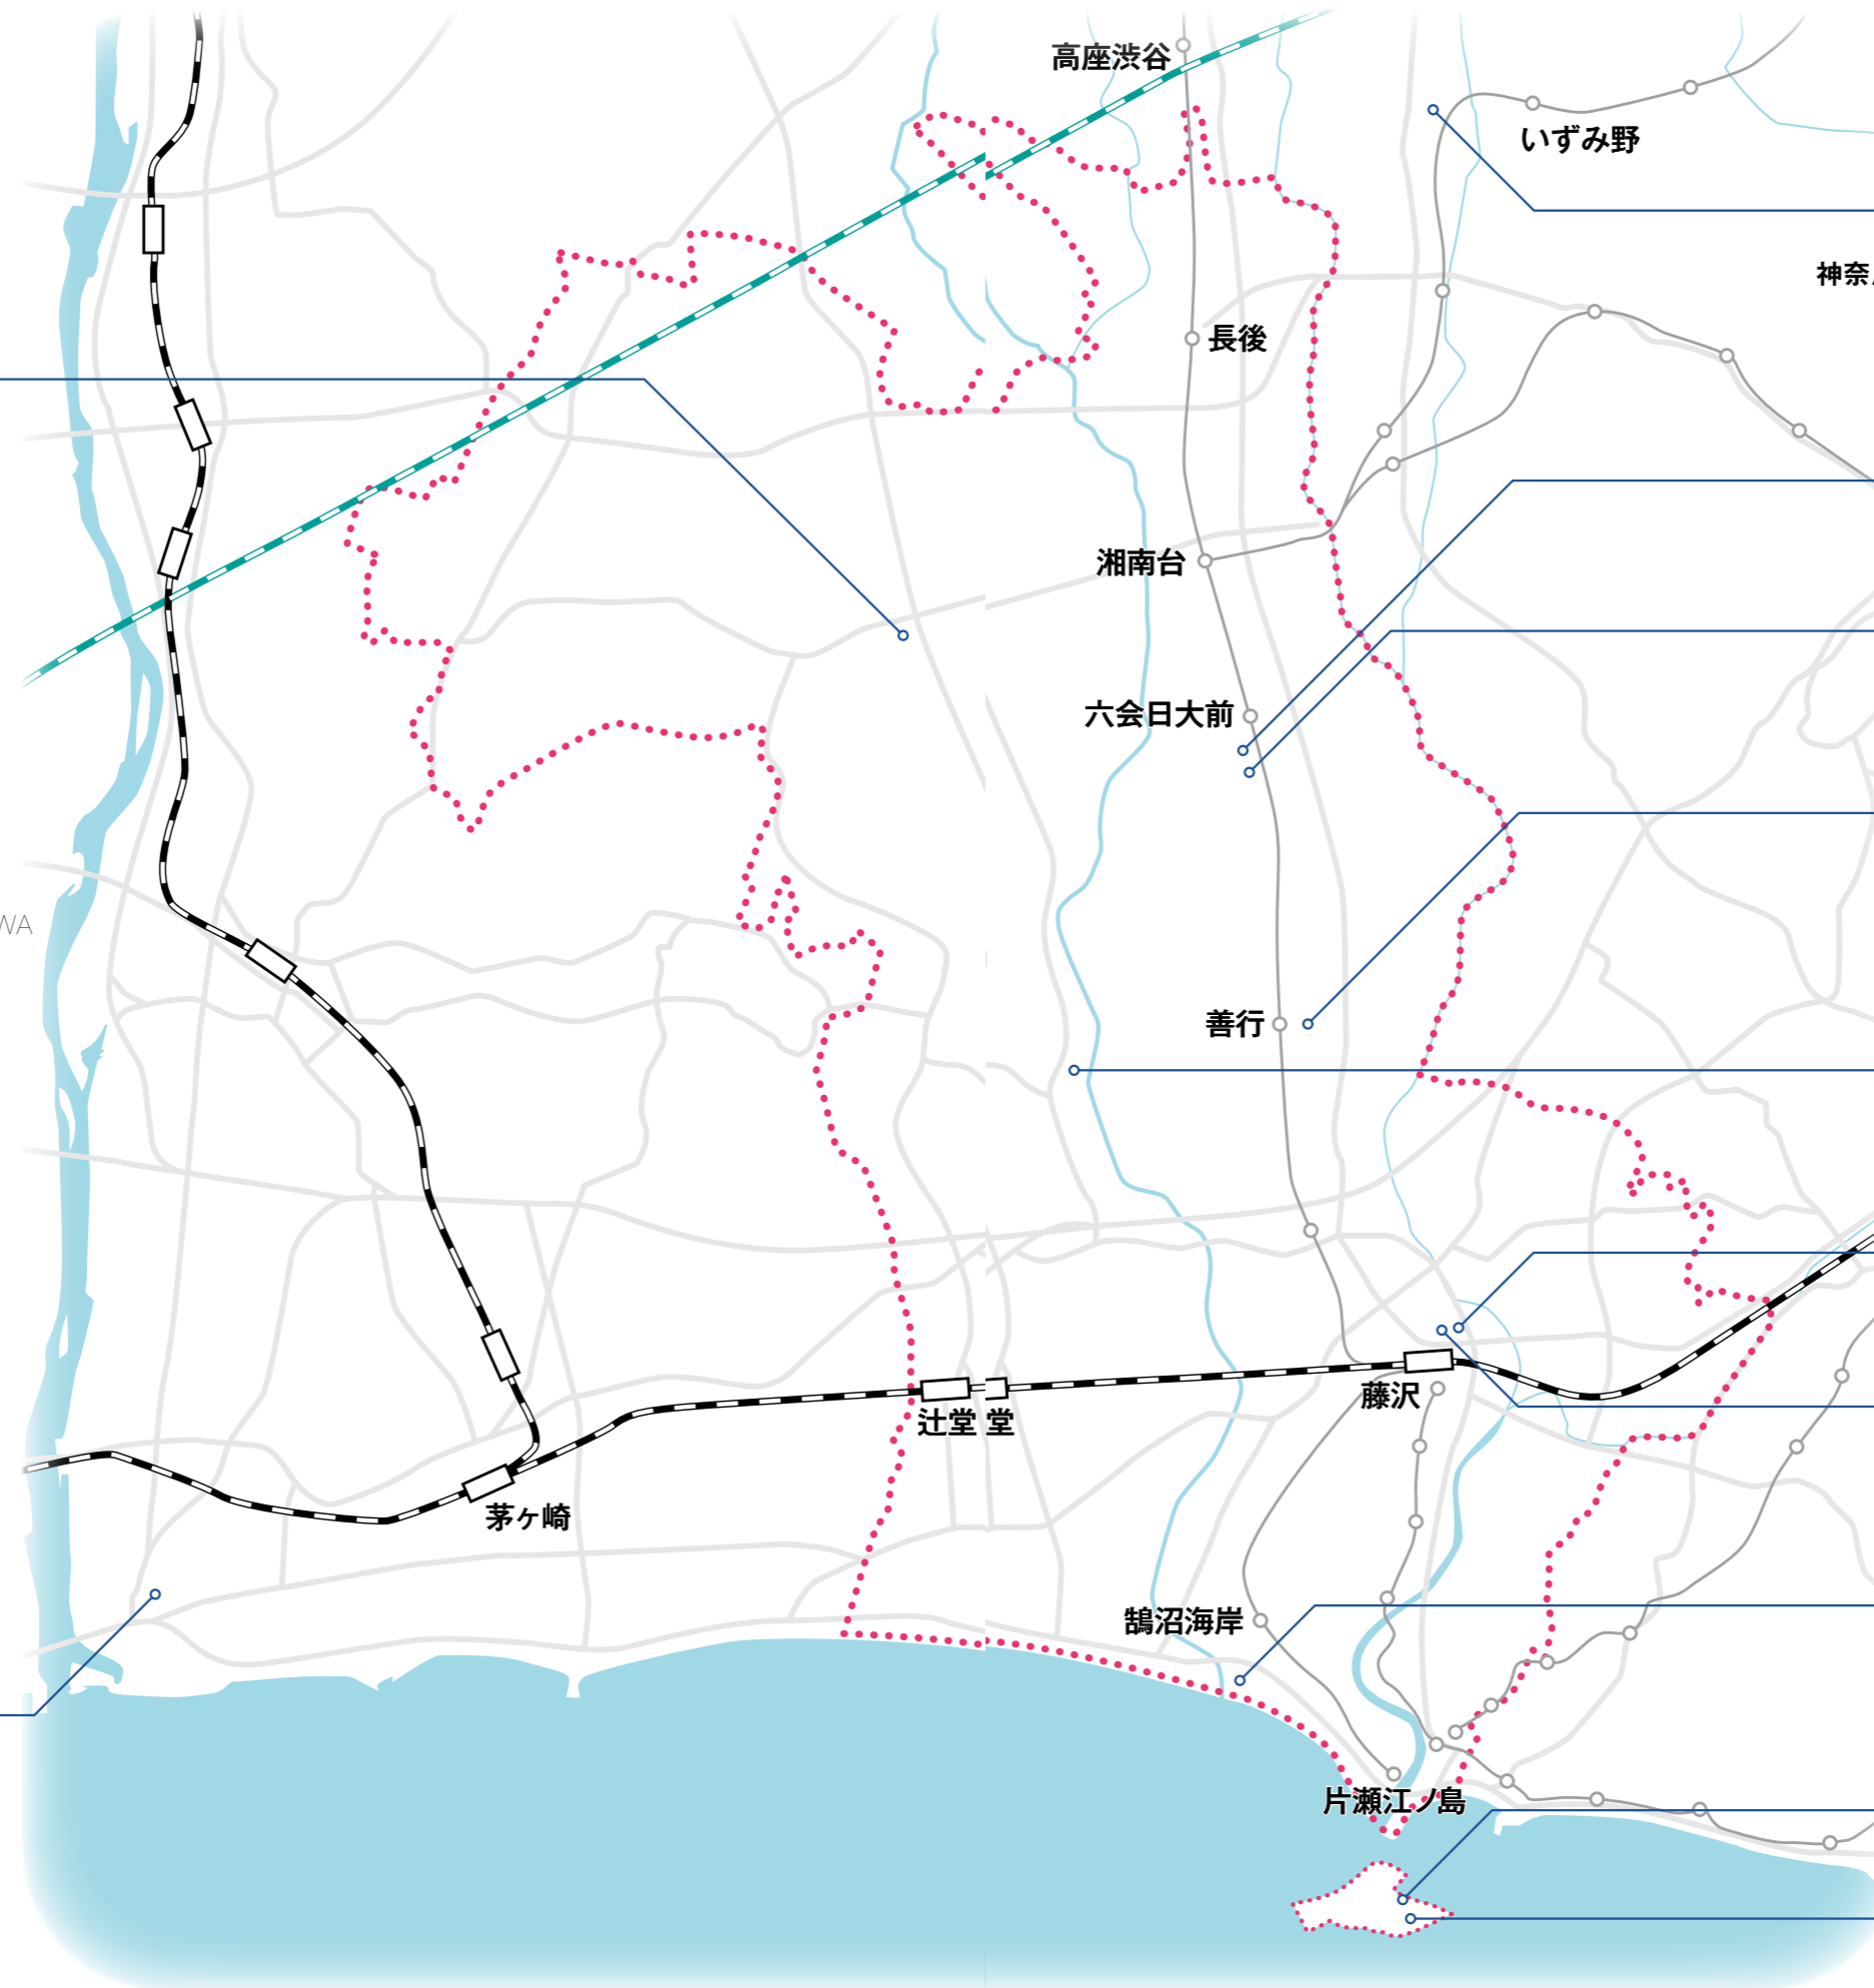 高座渋谷
いずみ野
神奈
長後
湘南台
六会日大前
WA
善行
藤沢
辻堂
堂
茅ヶ崎
鵠沼海岸
片瀬江ノ島